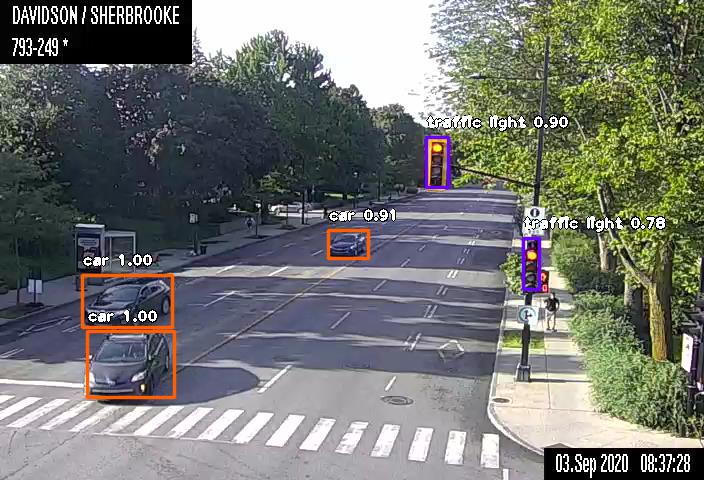 DAVIDSON / SHERBROOKE
793-249 *
traffic light 0.90
car 0.91
traffic light 0.78
car 1.00
car 1.00
03.Sep 2020 08:37:28